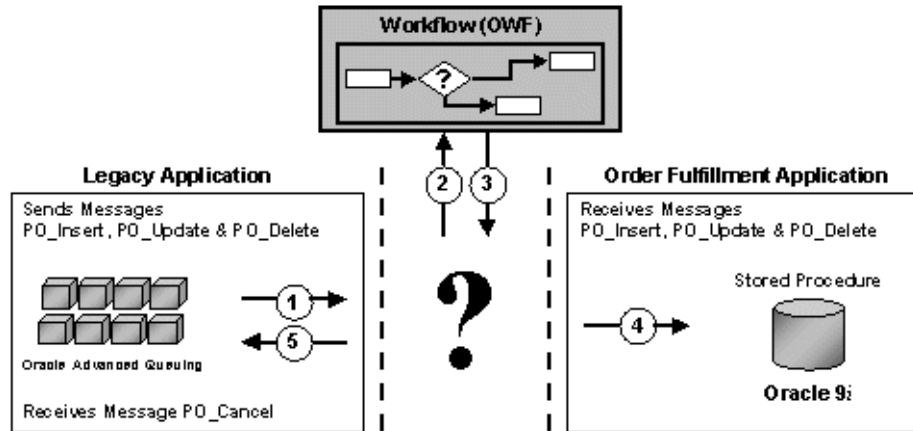 Workflow (OWF)
?
2
3
Legacy Application
Sends Messages
PO_Insert, PO_Update & PO_Delete
1
5
Oracle Advanced Queuing
Receives Message PO_Cancel
?
Order Fulfillment Application
Receives Messages
PO_Insert, PO_Update & PO_Delete
4
Stored Procedure
Oracle 9i